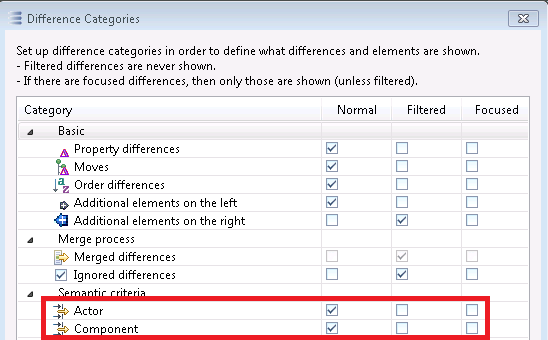 Difference Categories
Set up difference categories in order to define what differences and elements are shown.
- Filtered differences are never shown.
- If there are focused differences, then only those are shown (unless filtered).
Category Normal Filtered Focused
Basic
Property differences
Moves
Order differences
Additional elements on the left
Additional elements on the right
Merge process
Merged differences
Ignored differences
Semantic criteria
Actor
Component